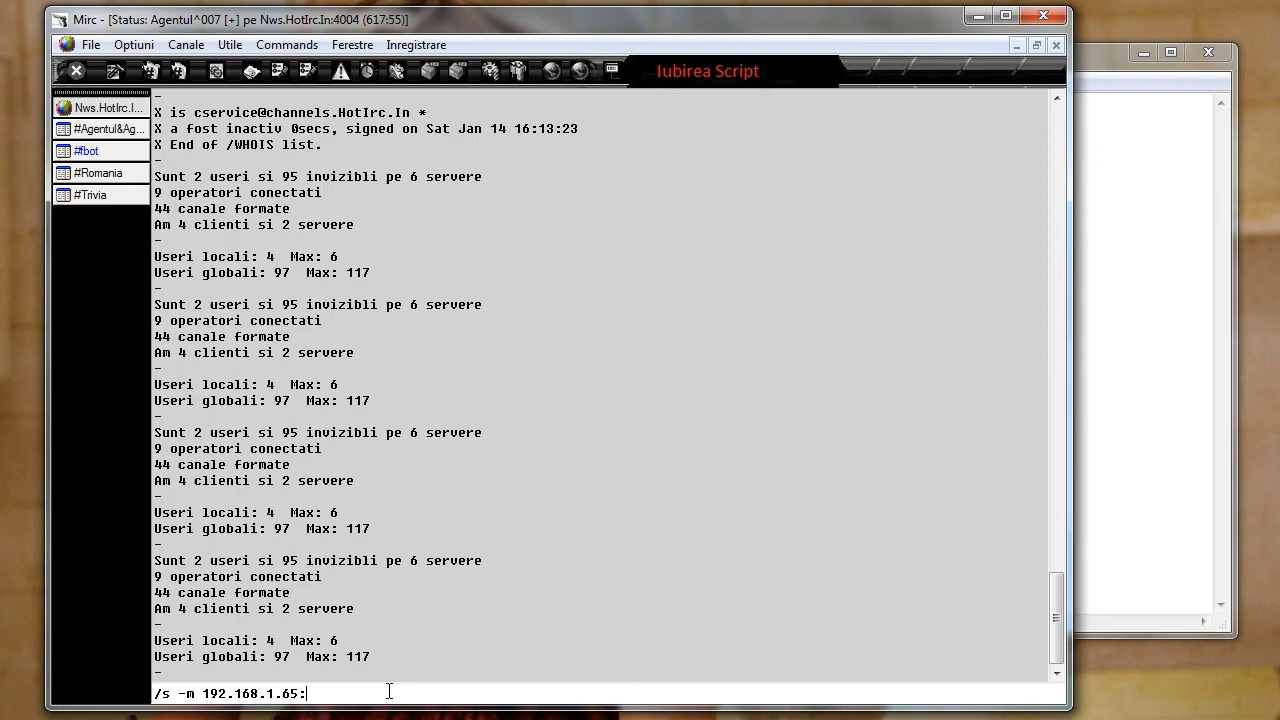 Mirc - [Status: Agentul^007 [+] pe Nws.HotIrc.In:4004 (617:55)]
File Optiuni Canale Utile Commands Ferestre Inregistrare
Iubirea Script
Nws.HotIrc.I...
#Agentul&Ag...
#fbot
#Romania
#Trivia
-
X is cservice@channels.HotIrc.In *
X a fost inactiv 0secs, signed on Sat Jan 14 16:13:23
X End of /WHOIS list.
-
Sunt 2 useri si 95 invizibli pe 6 servere
9 operatori conectati
44 canale formate
Am 4 clienti si 2 servere
-
Useri locali: 4  Max: 6
Useri globali: 97  Max: 117
-
Sunt 2 useri si 95 invizibli pe 6 servere
9 operatori conectati
44 canale formate
Am 4 clienti si 2 servere
-
Useri locali: 4  Max: 6
Useri globali: 97  Max: 117
-
Sunt 2 useri si 95 invizibli pe 6 servere
9 operatori conectati
44 canale formate
Am 4 clienti si 2 servere
-
Useri locali: 4  Max: 6
Useri globali: 97  Max: 117
-
Sunt 2 useri si 95 invizibli pe 6 servere
9 operatori conectati
44 canale formate
Am 4 clienti si 2 servere
-
Useri locali: 4  Max: 6
Useri globali: 97  Max: 117
-
/s -m 192.168.1.65: